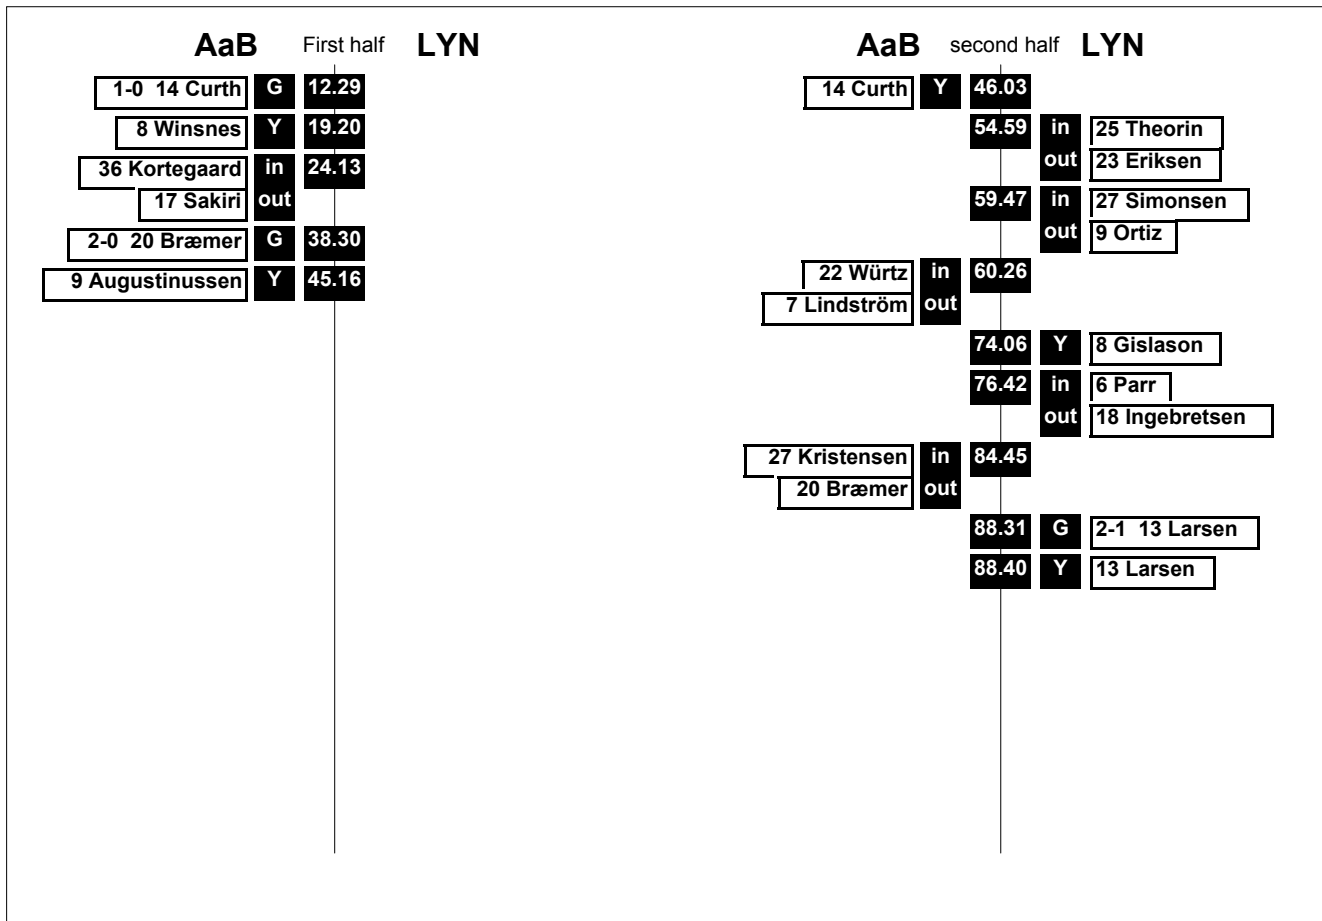 AaB First half LYN
1-0 14 Curth G 12.29
8 Winsnes Y 19.20
36 Kortegaard in 24.13
17 Sakiri out
2-0 20 Bræmer G 38.30
9 Augustinussen Y 45.16
AaB second half LYN
14 Curth Y 46.03
54.59 in 25 Theorin
out 23 Eriksen
59.47 in 27 Simonsen
out 9 Ortiz
22 Würtz in 60.26
7 Lindström out
74.06 Y 8 Gislason
76.42 in 6 Parr
out 18 Ingebretsen
27 Kristensen in 84.45
20 Bræmer out
88.31 G 2-1 13 Larsen
88.40 Y 13 Larsen